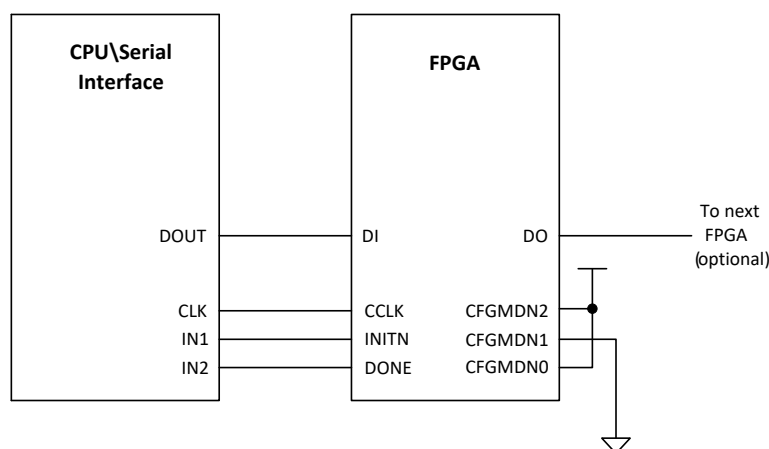 CPU\Serial
Interface
FPGA
DOUT
DI
DO
To next
FPGA
(optional)
CLK
CCLK
CFGMDN2
IN1
INITN
CFGMDN1
IN2
DONE
CFGMDN0